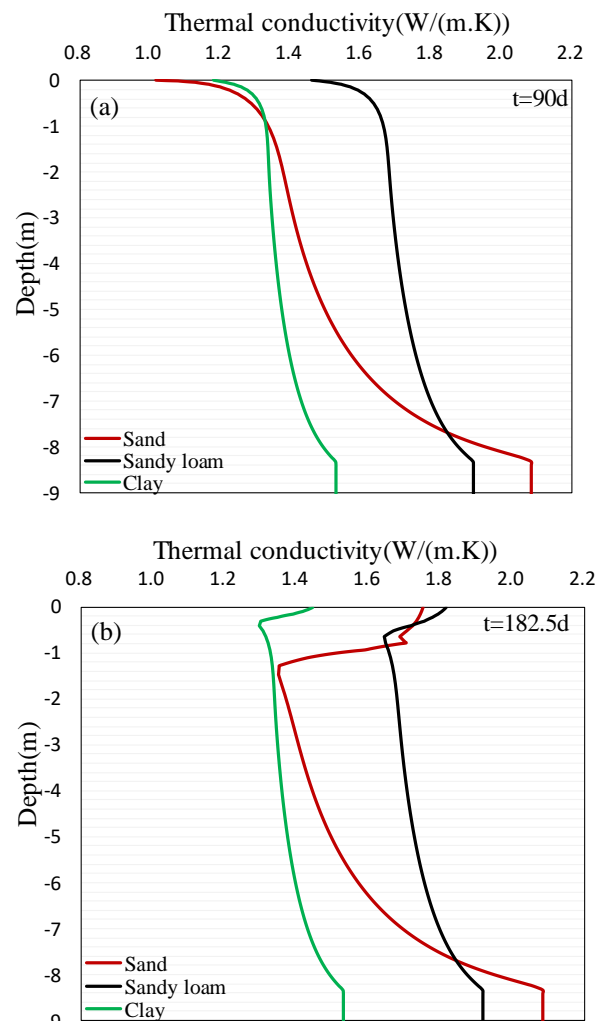 Thermal conductivity(W/(m.K))
0.8 1.0 1.2 1.4 1.6 1.8 2.0 2.2
0
(a) t=90d
-1
-2
-3
Depth(m)
-4
-5
-6
-7
-8 Sand
Sandy loam
-9 Clay
Thermal conductivity(W/(m.K))
0.8 1.0 1.2 1.4 1.6 1.8 2.0 2.2
0
(b) t=182.5d
-1
-2
-3
Depth(m)
-4
-5
-6
-7
-8 Sand
Sandy loam
-9 Clay